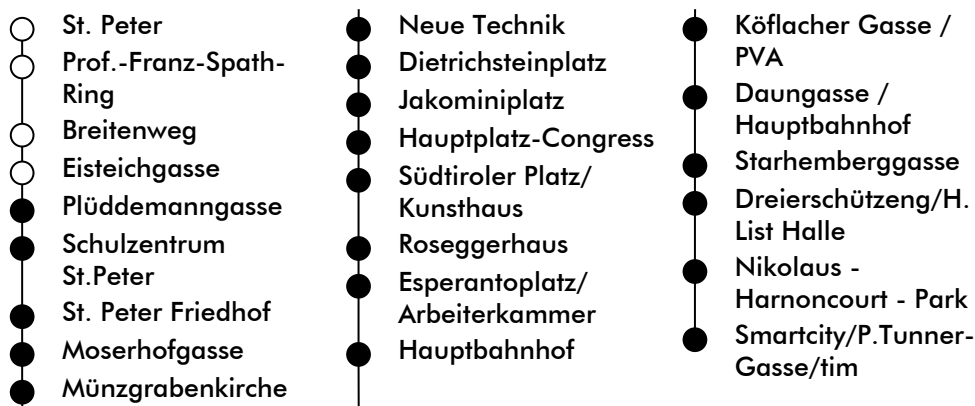 St. Peter
Prof.-Franz-Spath-
Ring
Breitenweg
Eisteichgasse
Plüddemanngasse
Schulzentrum
St.Peter
St. Peter Friedhof
Moserhofgasse
Münzgrabenkirche
Neue Technik
Dietrichsteinplatz
Jakominiplatz
Hauptplatz-Congress
Südtiroler Platz/
Kunsthaus
Roseggerhaus
Esperantoplatz/
Arbeiterkammer
Hauptbahnhof
Köflacher Gasse /
PVA
Daungasse /
Hauptbahnhof
Starhemberggasse
Dreierschützeng/H.
List Halle
Nikolaus -
Harnoncourt - Park
Smartcity/P.Tunner-
Gasse/tim